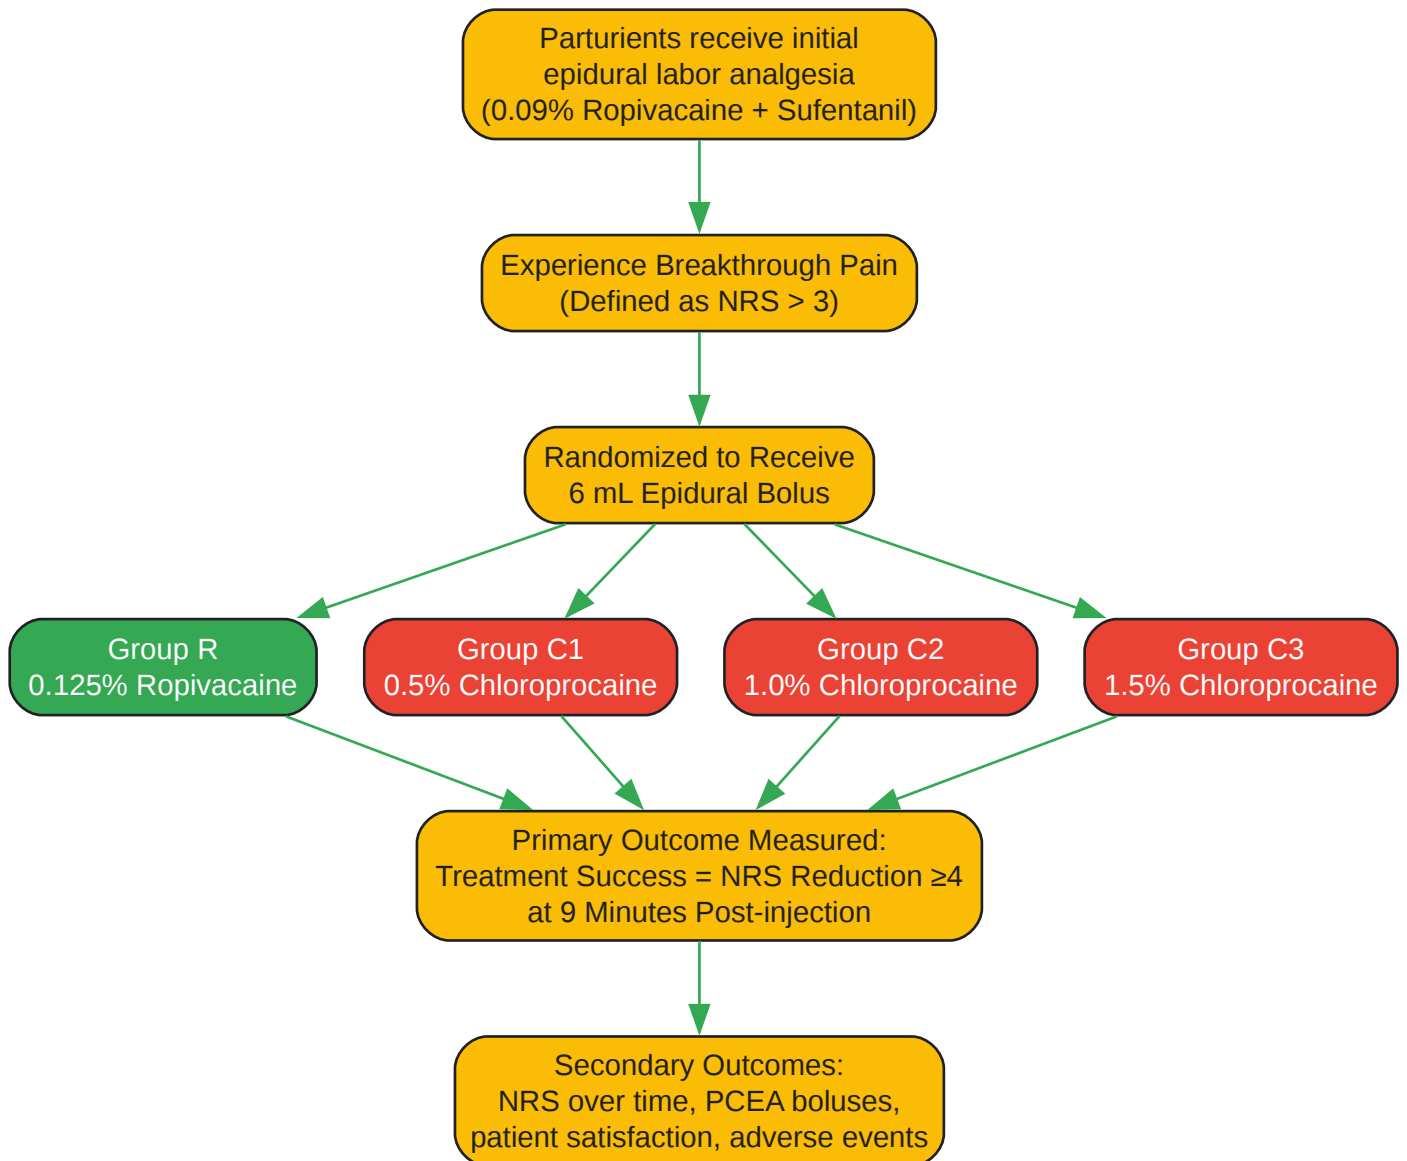 Parturients receive initial
epidural labor analgesia
(0.09% Ropivacaine + Sufentanil)
Experience Breakthrough Pain
(Defined as NRS > 3)
Randomized to Receive
6 mL Epidural Bolus
Group R
0.125% Ropivacaine
Group C1
0.5% Chloroprocaine
Group C2
1.0% Chloroprocaine
Group C3
1.5% Chloroprocaine
Primary Outcome Measured:
Treatment Success = NRS Reduction ≥4
at 9 Minutes Post-injection
Secondary Outcomes:
NRS over time, PCEA boluses,
patient satisfaction, adverse events